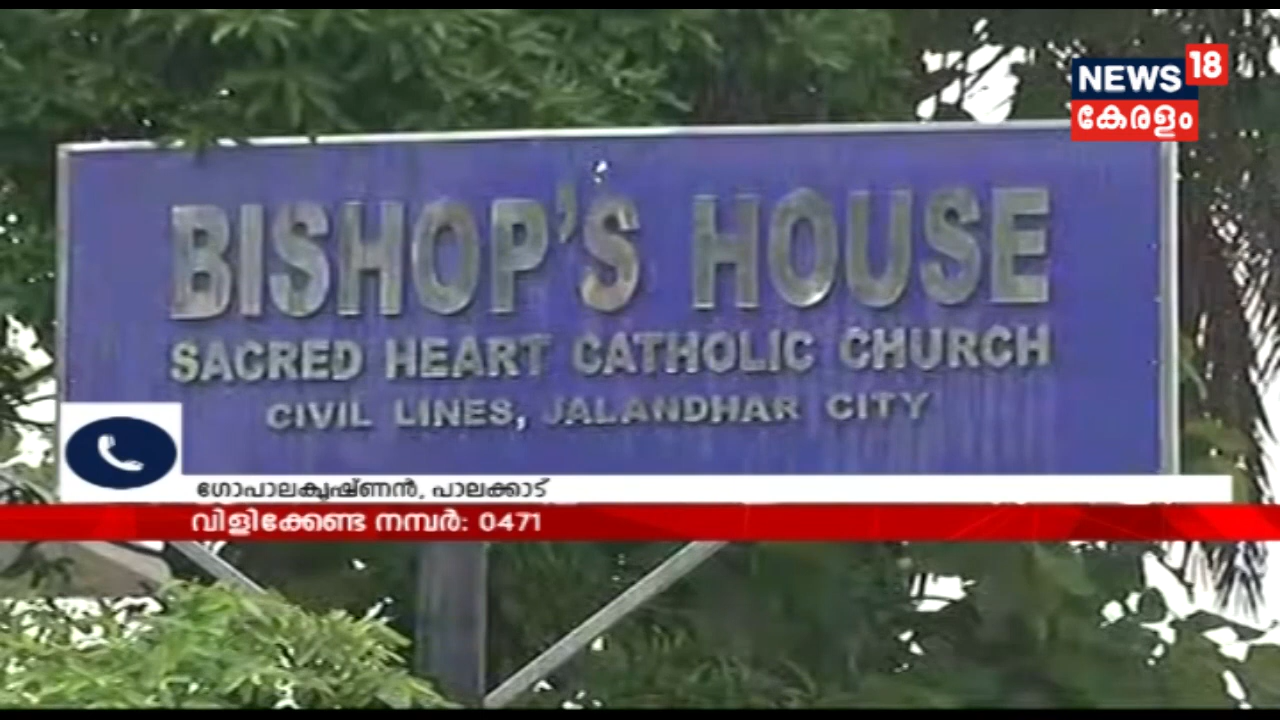 NEWS 18
കേരളം
BISHOP'S HOUSE
SACRED HEART CATHOLIC CHURCH
CIVIL LINES, JALANDHAR CITY
ഗോപാലകൃഷ്ണൻ, പാലക്കാട്
വിളിക്കേണ്ട നമ്പർ: 0471